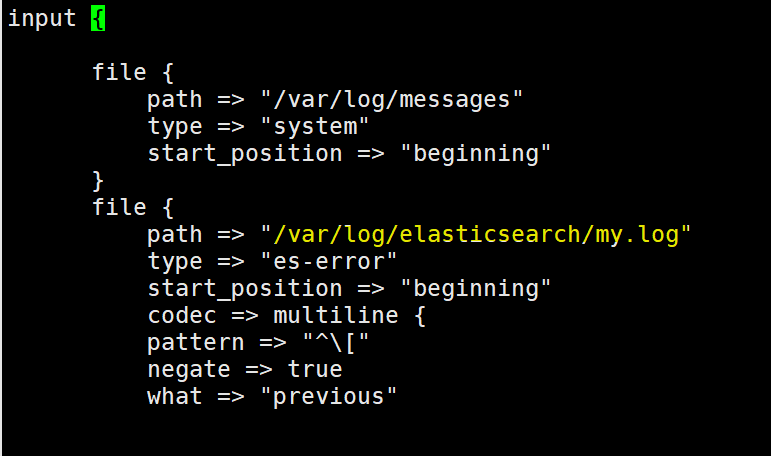 input {
file {
path => "/var/log/messages"
type => "system"
start_position => "beginning"
}
file {
path => "/var/log/elasticsearch/my.log"
type => "es-error"
start_position => "beginning"
codec => multiline {
pattern => "^\["
negate => true
what => "previous"